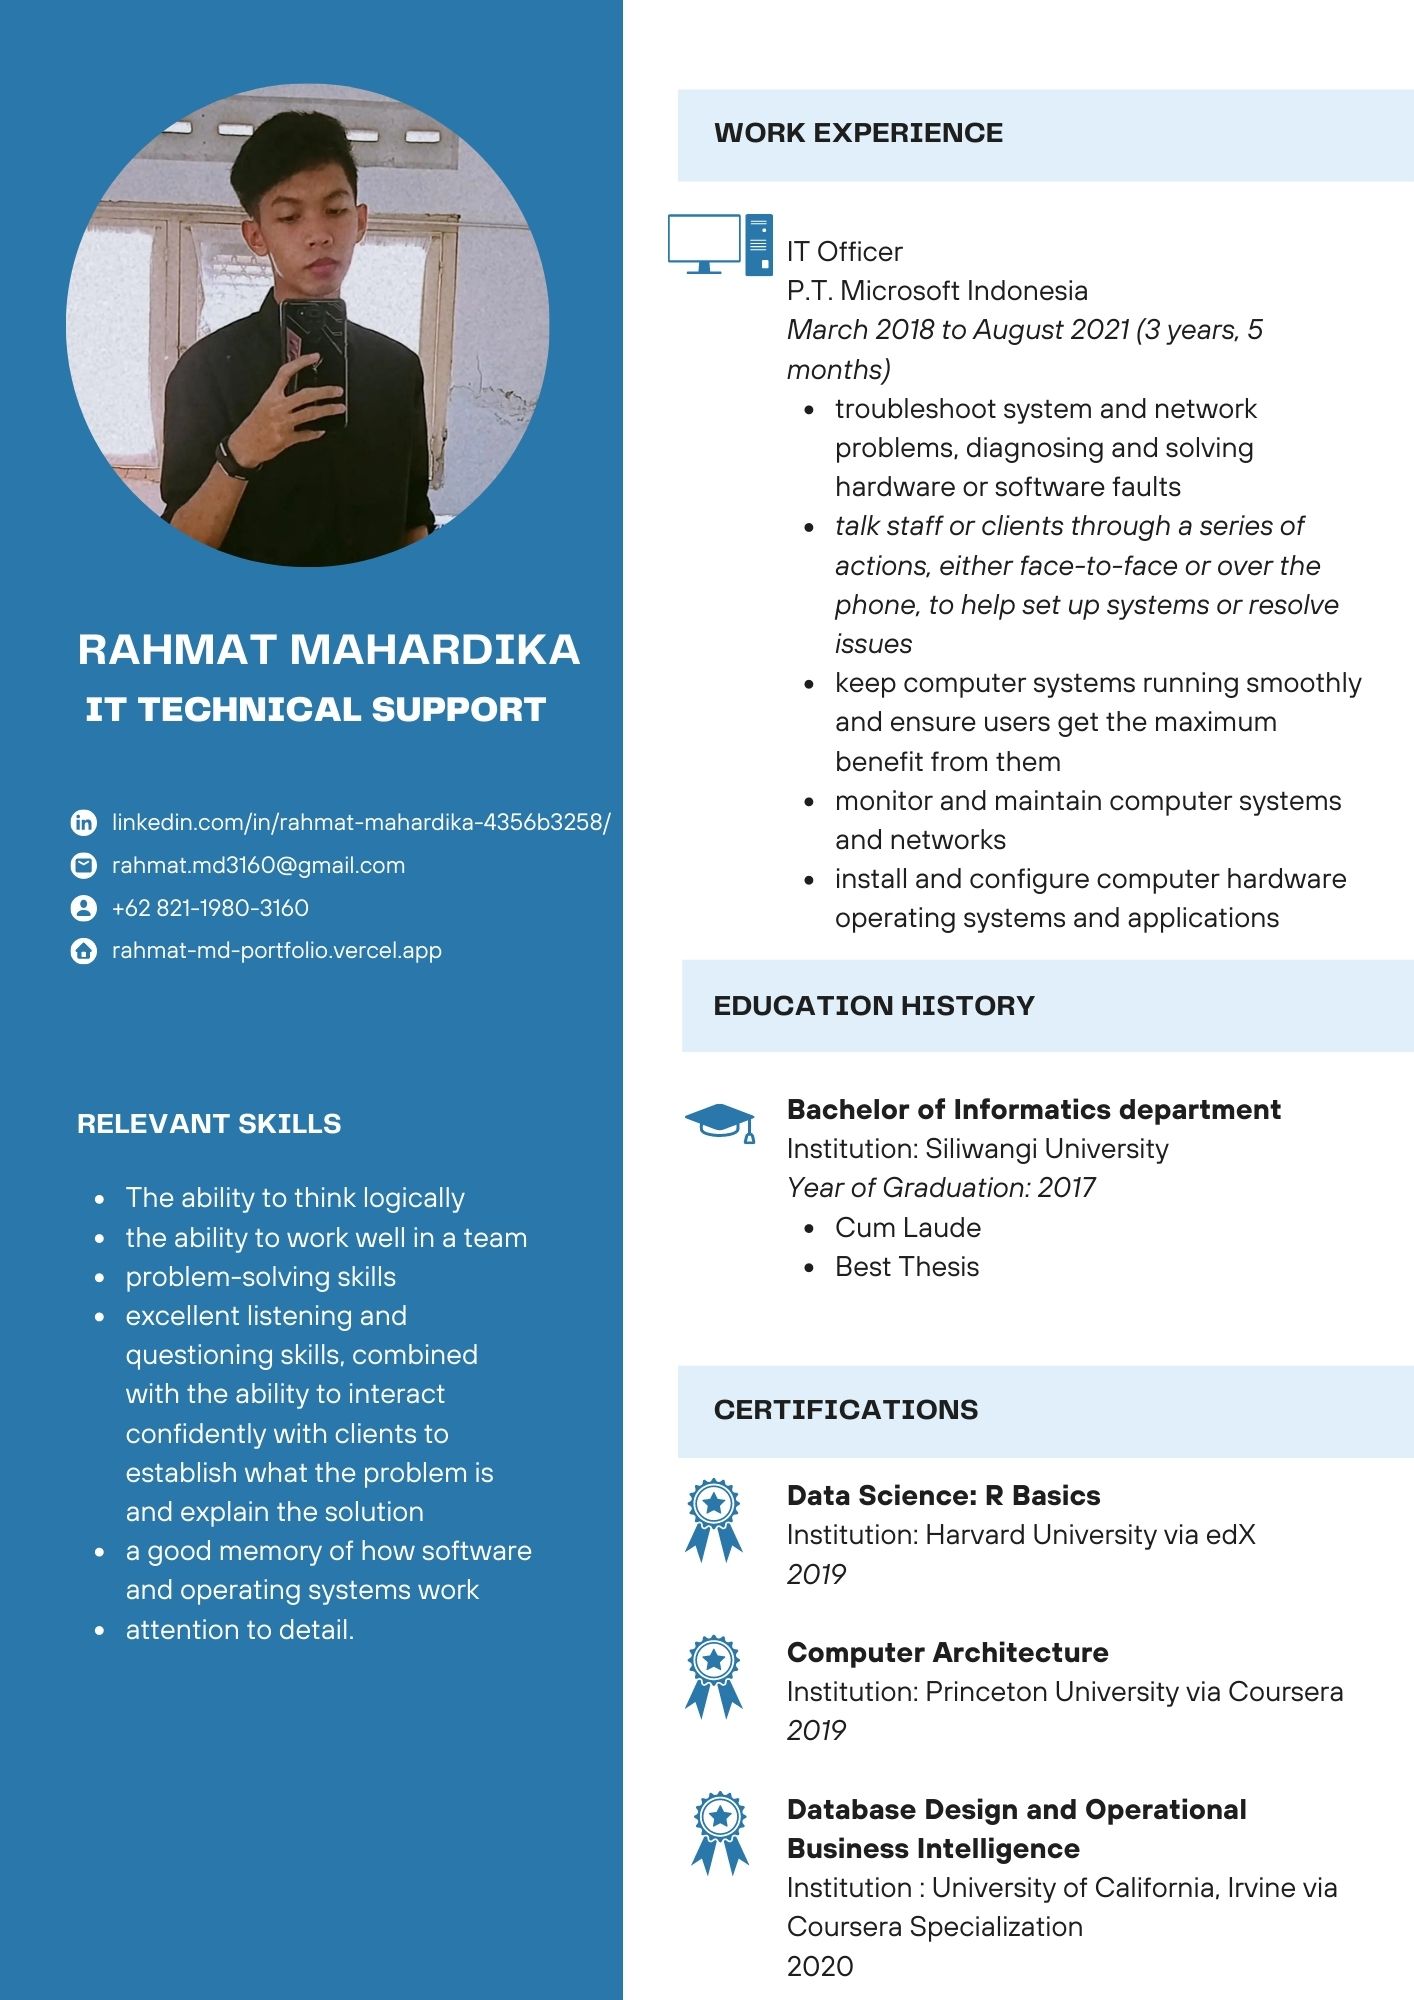 RAHMAT MAHARDIKA
IT TECHNICAL SUPPORT
linkedin.com/in/rahmat-mahardika-4356b3258/
rahmat.md3160@gmail.com
+62 821-1980-3160
rahmat-md-portfolio.vercel.app
RELEVANT SKILLS
• The ability to think logically
• the ability to work well in a team
• problem-solving skills
• excellent listening and
questioning skills, combined
with the ability to interact
confidently with clients to
establish what the problem is
and explain the solution
• a good memory of how software
and operating systems work
• attention to detail.
WORK EXPERIENCE
IT Officer
P.T. Microsoft Indonesia
March 2018 to August 2021 (3 years, 5
months)
• troubleshoot system and network
problems, diagnosing and solving
hardware or software faults
• talk staff or clients through a series of
actions, either face-to-face or over the
phone, to help set up systems or resolve
issues
• keep computer systems running smoothly
and ensure users get the maximum
benefit from them
• monitor and maintain computer systems
and networks
• install and configure computer hardware
operating systems and applications
EDUCATION HISTORY
Bachelor of Informatics department
Institution: Siliwangi University
Year of Graduation: 2017
• Cum Laude
• Best Thesis
CERTIFICATIONS
Data Science: R Basics
Institution: Harvard University via edX
2019
Computer Architecture
Institution: Princeton University via Coursera
2019
Database Design and Operational
Business Intelligence
Institution : University of California, Irvine via
Coursera Specialization
2020